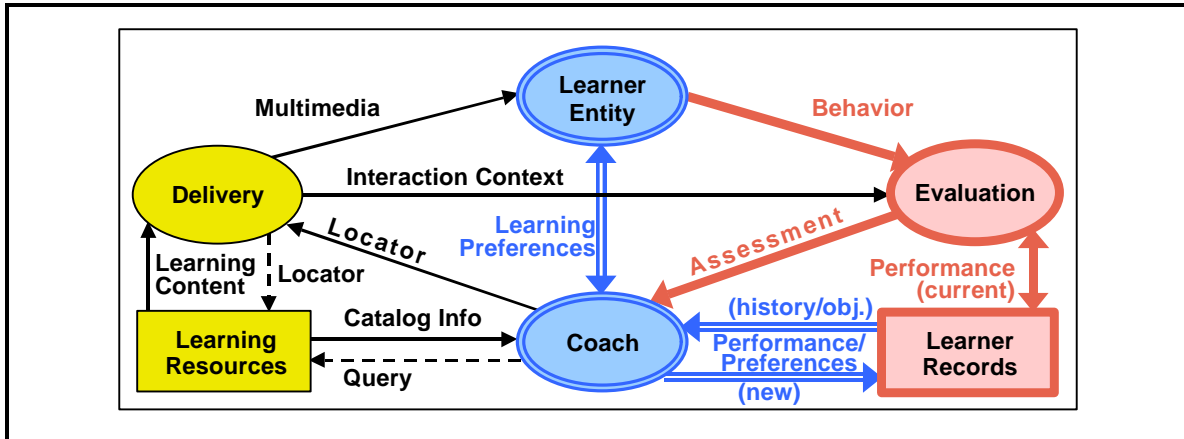 Learner
Entity
Multimedia
Behavior
Delivery
Interaction Context
Evaluation
Locator
Learning
Preferences
Assessment
Learning
Content
Locator
Performance
(current)
(history/obj.)
Catalog Info
Learning
Resources
Coach
Performance/
Preferences
Learner
Records
Query
(new)